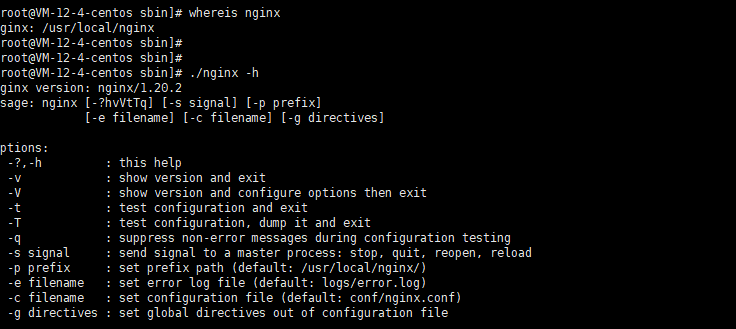 root@VM-12-4-centos sbin]# whereis nginx
ginx: /usr/local/nginx
root@VM-12-4-centos sbin]#
root@VM-12-4-centos sbin]#
root@VM-12-4-centos sbin]# ./nginx -h
ginx version: nginx/1.20.2
sage: nginx [-?hvVtTq] [-s signal] [-p prefix]
             [-e filename] [-c filename] [-g directives]

ptions:
 -?,-h         : this help
 -v            : show version and exit
 -V            : show version and configure options then exit
 -t            : test configuration and exit
 -T            : test configuration, dump it and exit
 -q            : suppress non-error messages during configuration testing
 -s signal     : send signal to a master process: stop, quit, reopen, reload
 -p prefix     : set prefix path (default: /usr/local/nginx/)
 -e filename   : set error log file (default: logs/error.log)
 -c filename   : set configuration file (default: conf/nginx.conf)
 -g directives : set global directives out of configuration file